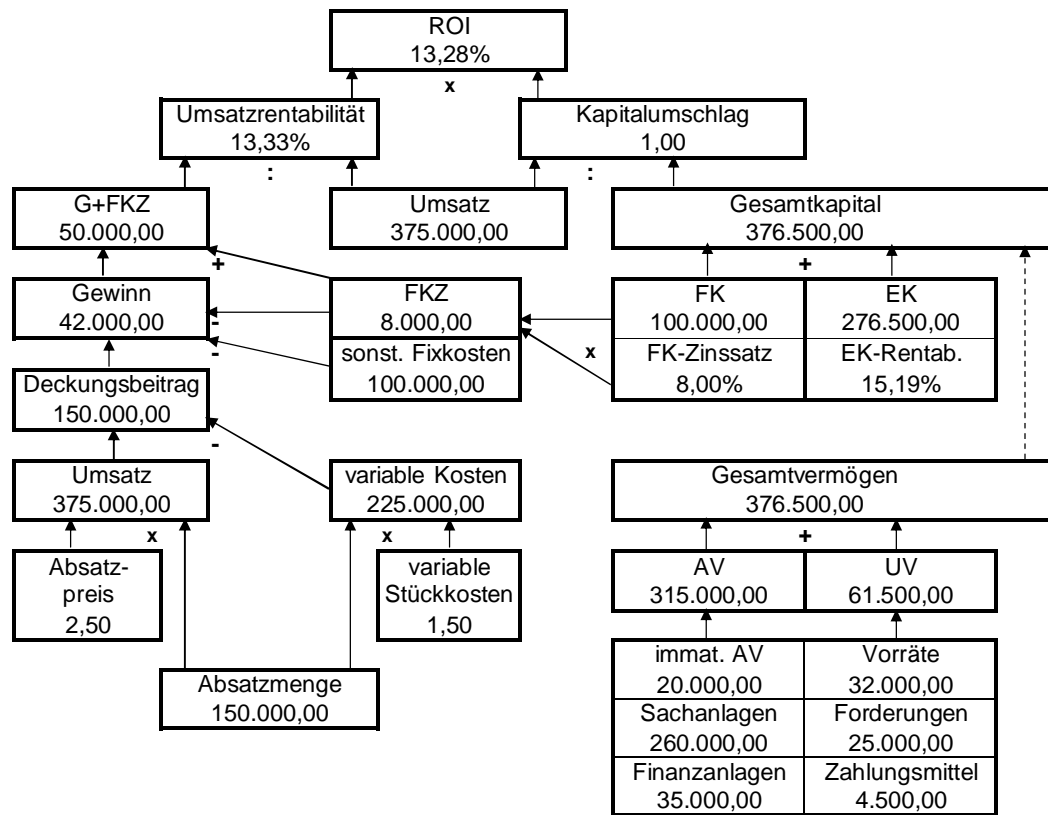 ROI
13,28%
x
Umsatzrentabilität
13,33%
Kapitalumschlag
1,00
:
:
G+FKZ
50.000,00
Umsatz
375.000,00
Gesamtkapital
376.500,00
+
+
Gewinn
42.000,00
FKZ
8.000,00
FK
100.000,00
EK
276.500,00
-
-
x
sonst. Fixkosten
100.000,00
FK-Zinssatz
8,00%
EK-Rentab.
15,19%
Deckungsbeitrag
150.000,00
-
Umsatz
375.000,00
variable Kosten
225.000,00
Gesamtvermögen
376.500,00
x
x
+
Absatz-
preis
2,50
variable
Stückkosten
1,50
AV
315.000,00
UV
61.500,00
Absatzmenge
150.000,00
immat. AV
20.000,00
Vorräte
32.000,00
Sachanlagen
260.000,00
Forderungen
25.000,00
Finanzanlagen
35.000,00
Zahlungsmittel
4.500,00